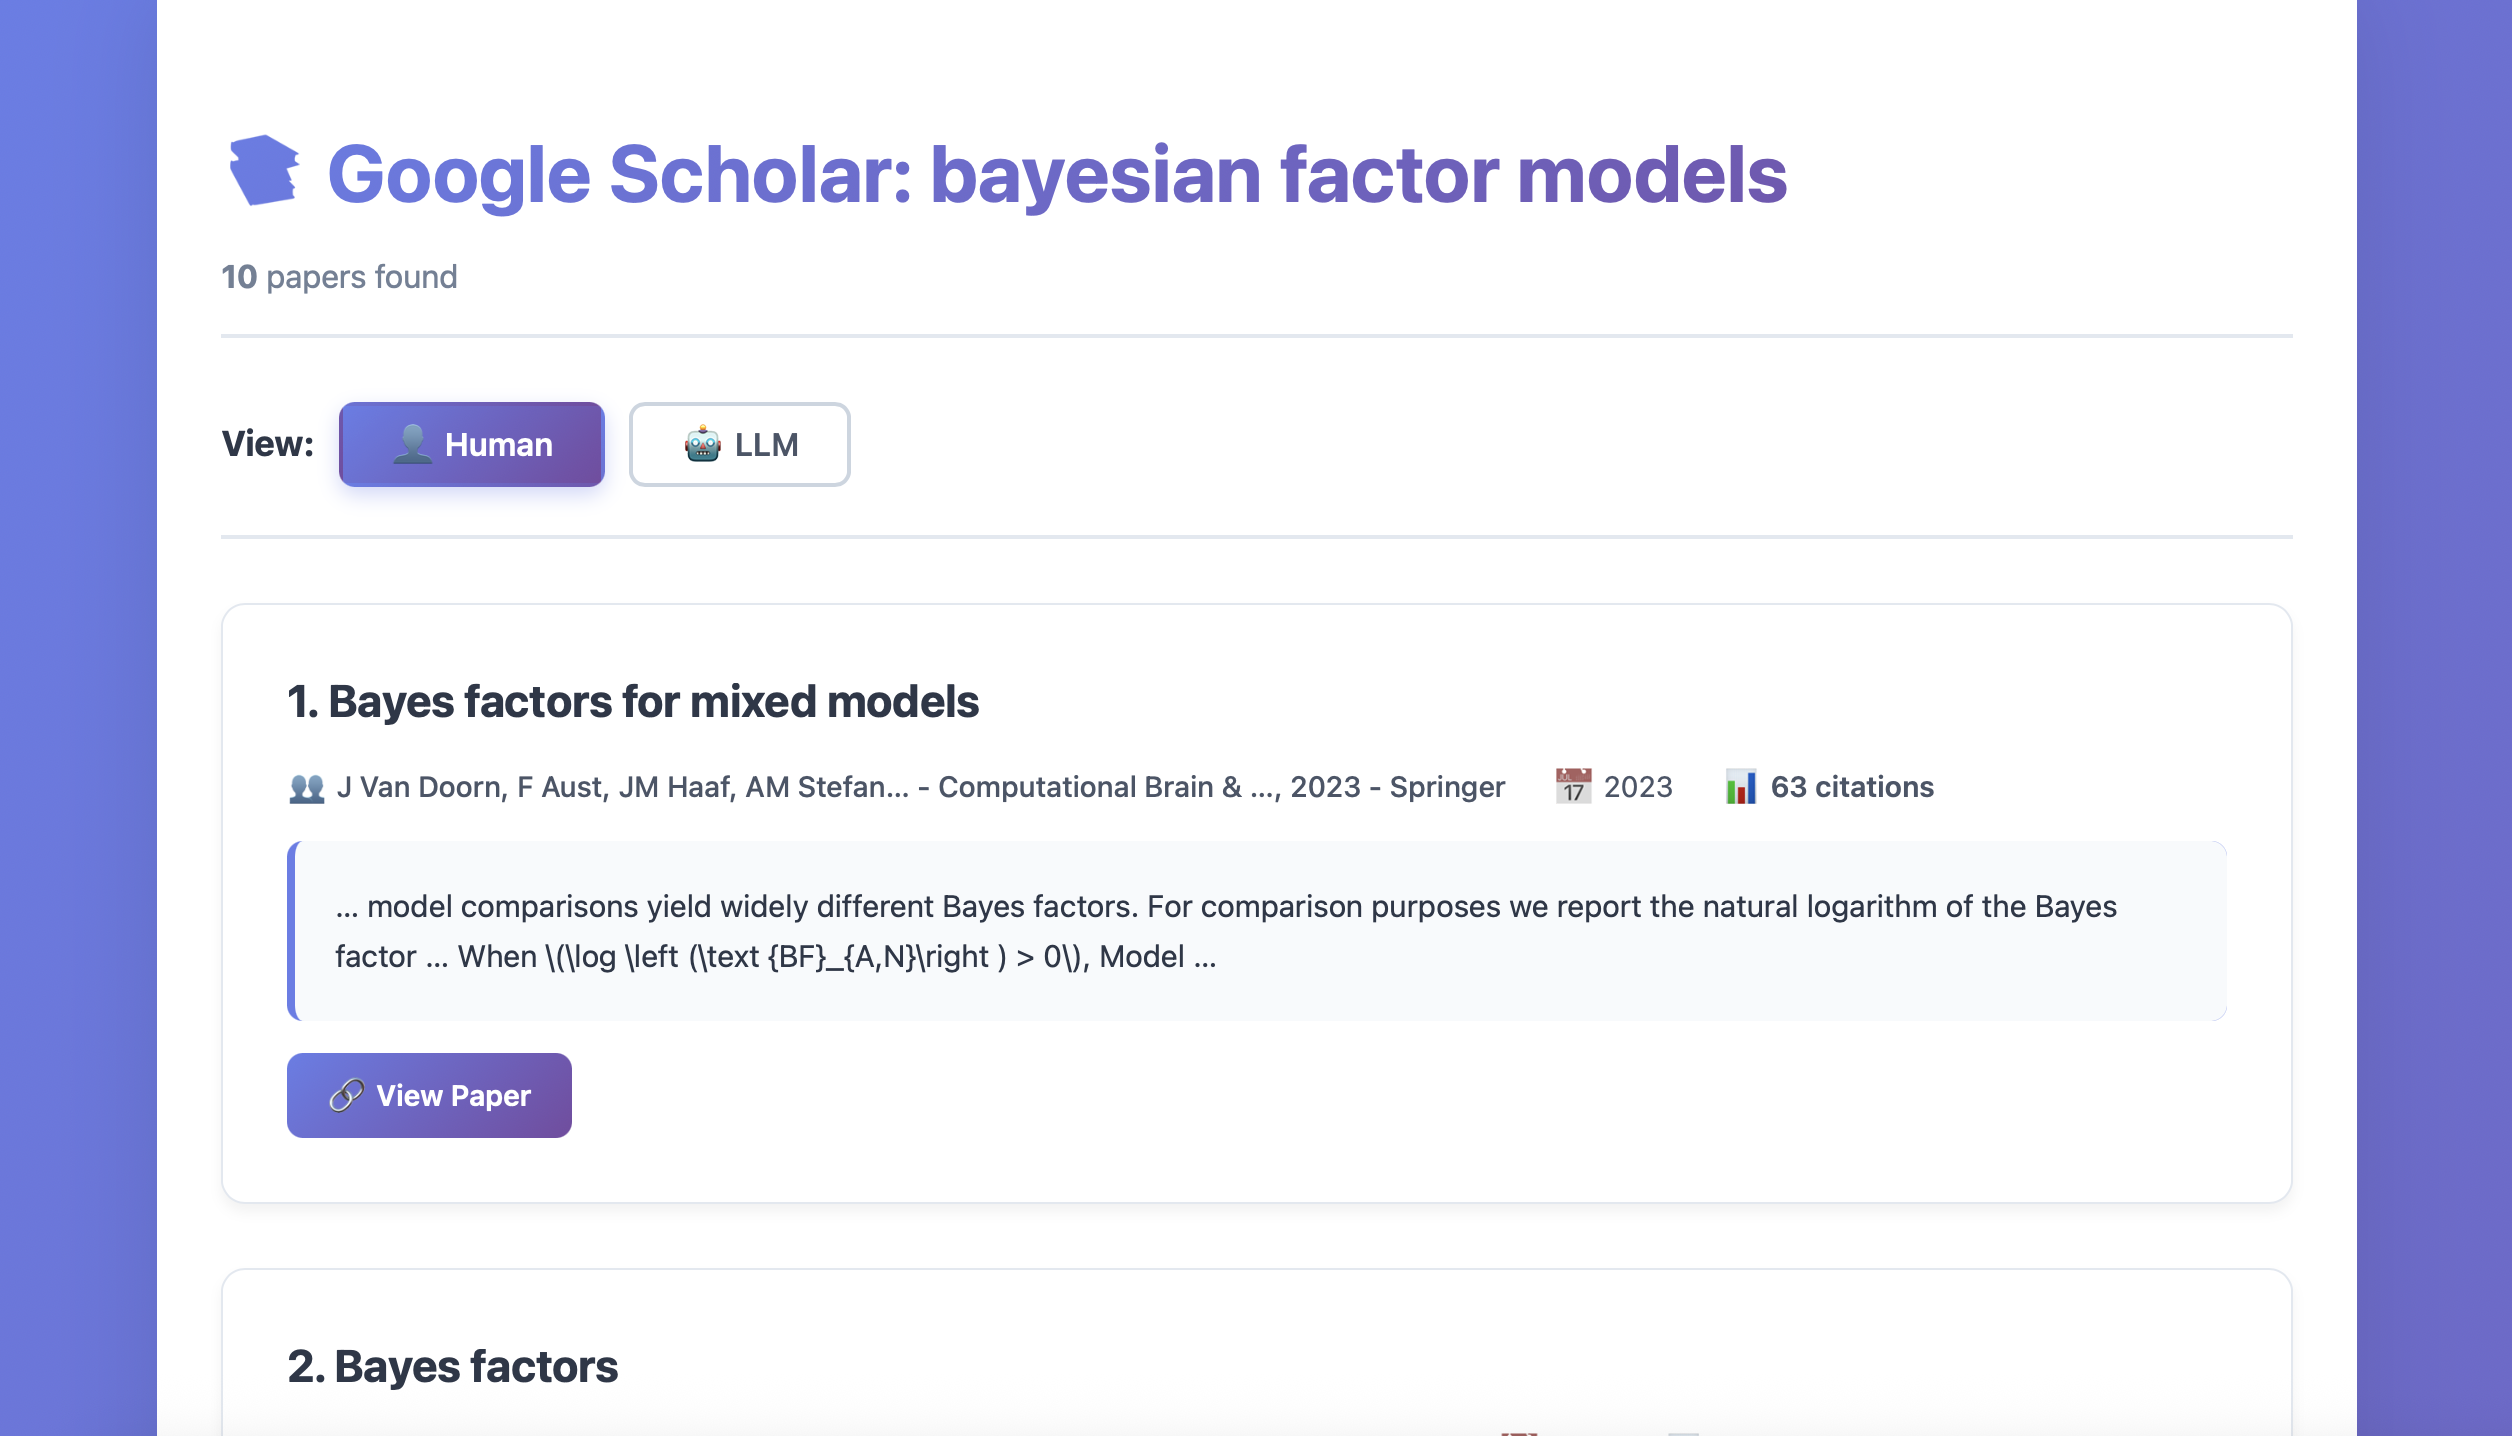 Google Scholar: bayesian factor models
10 papers found
View: Human LLM
1. Bayes factors for mixed models
J Van Doorn, F Aust, JM Haaf, AM Stefan... - Computational Brain & ..., 2023 - Springer 2023 63 citations
... model comparisons yield widely different Bayes factors. For comparison purposes we report the natural logarithm of the Bayes
factor ... When \(\log \left (\text {BF}_{A,N}\right ) > 0\), Model ...
View Paper
2. Bayes factors